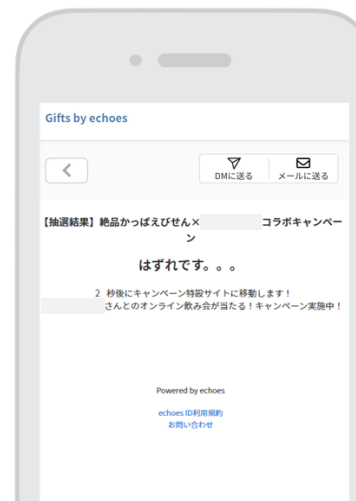 Gifts by echoes
DMに送る
メールに送る
【抽選結果】絶品かっぱえびせん× コラボキャンペー
ン
はずれです。。。
2 秒後にキャンペーン特設サイトに移動します！
さんとのオンライン飲み会が当たる！キャンペーン実施中！
Powered by echoes
echoes ID利用規約
お問い合わせ